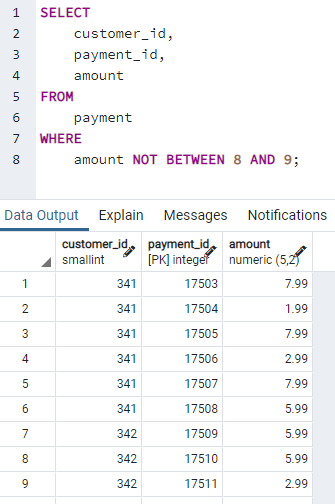 1 SELECT
2 customer_id,
3 payment_id,
4 amount
5 FROM
6 payment
7 WHERE
8 amount NOT BETWEEN 8 AND 9;
Data Output Explain Messages Notifications
customer_id payment_id amount
smallint [PK] integer numeric (5,2)
1 341 17503 7.99
2 341 17504 1.99
3 341 17505 7.99
4 341 17506 2.99
5 341 17507 7.99
6 341 17508 5.99
7 342 17509 5.99
8 342 17510 5.99
9 342 17511 2.99